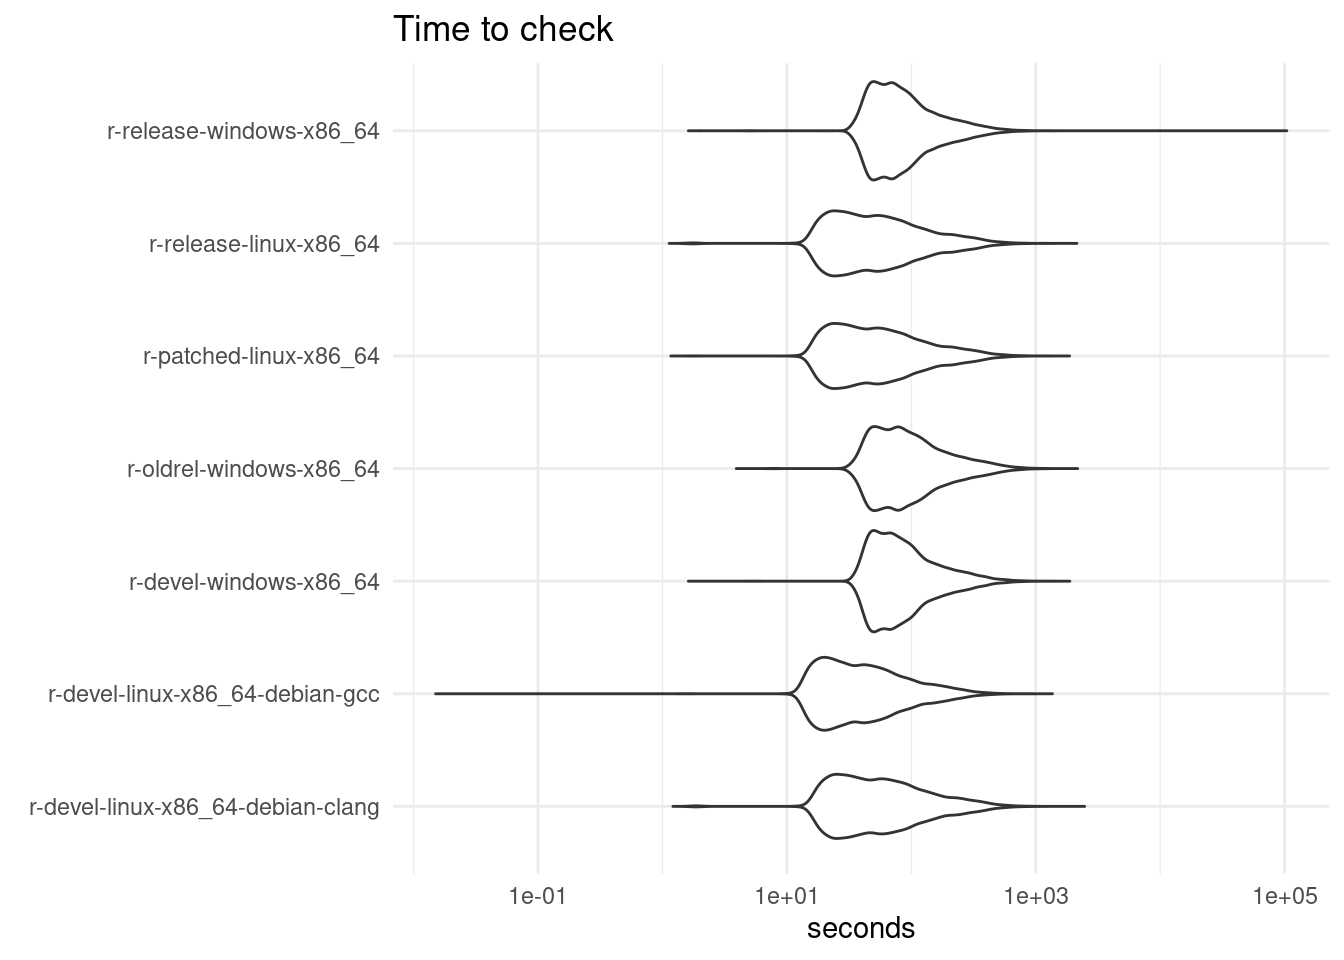 Time to check
r-release-windows-x86_64
r-release-linux-x86_64
r-patched-linux-x86_64
r-oldrel-windows-x86_64
r-devel-windows-x86_64
r-devel-linux-x86_64-debian-gcc
r-devel-linux-x86_64-debian-clang
1e-01 1e+01 1e+03 1e+05
seconds